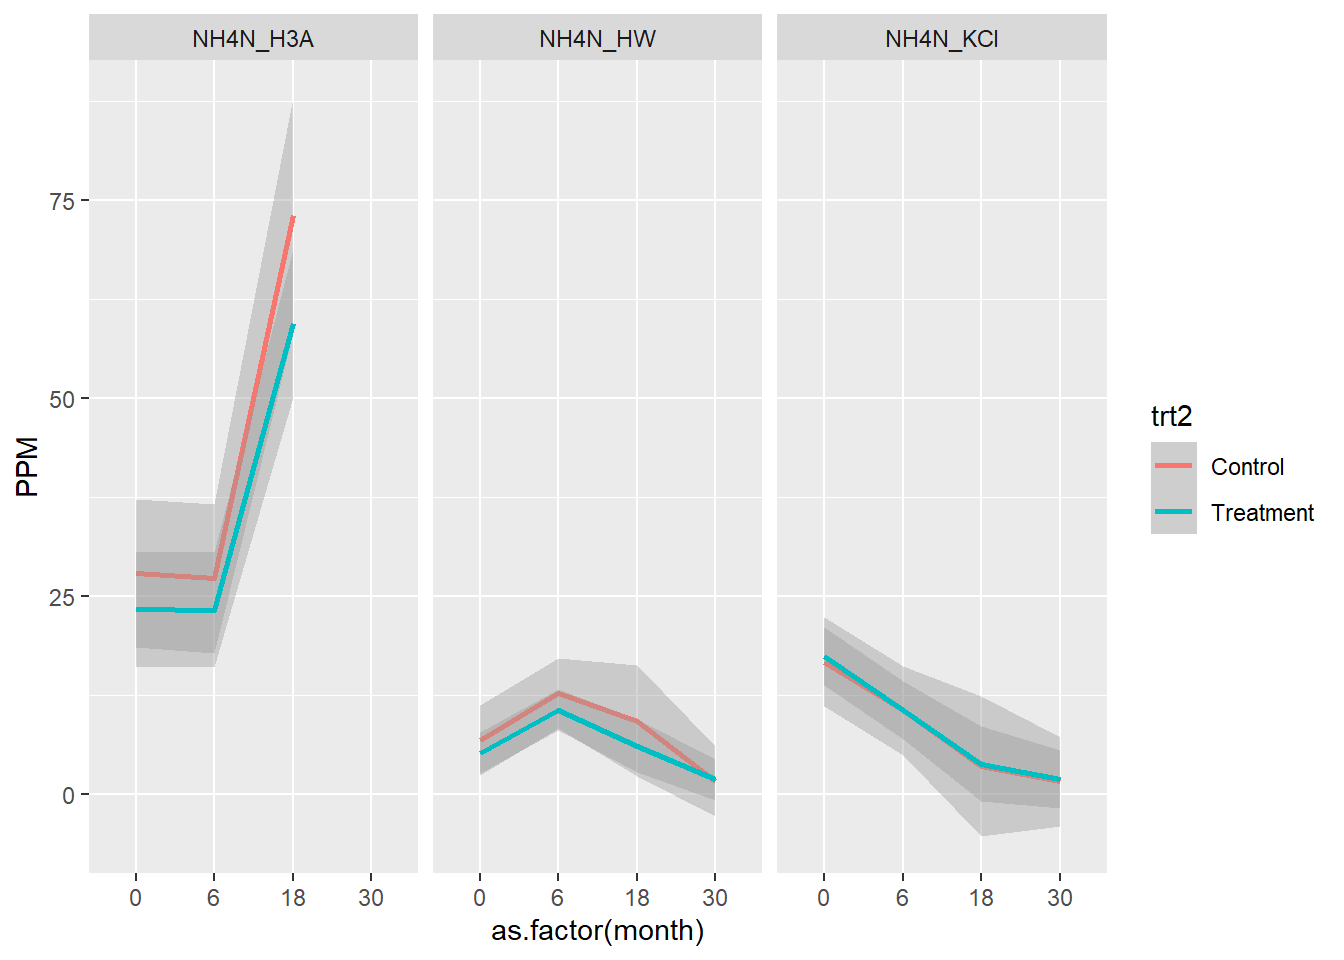 NH4N_H3A NH4N_HW NH4N_KCl
75
50
25
0
PPM
0 6 18 30 0 6 18 30 0 6 18 30
as.factor(month)
trt2
Control
Treatment